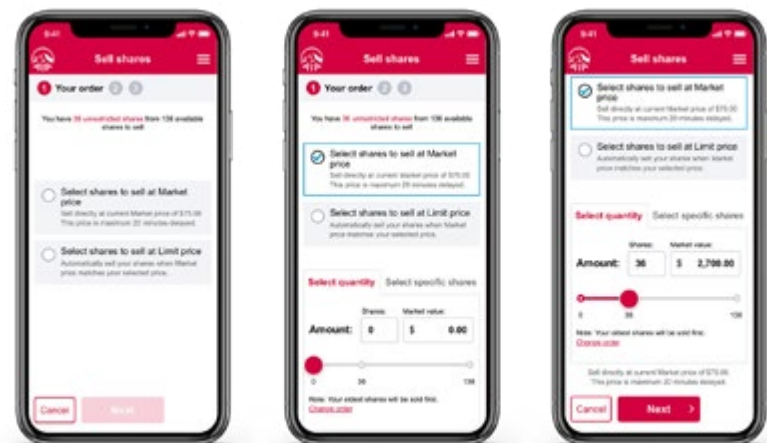 9:41
Sell shares
1 Your order 2 3
You have 36 unrestricted shares from 136 available
shares to sell
Select shares to sell at Market
price
Sell directly at current Market price of $75.00
This price is maximum 20 minutes delayed.
Select shares to sell at Limit price
Automatically sell your shares when Market
price matches your selected price.
Cancel
Next
9:41
Sell shares
1 Your order 2 3
You have 36 unrestricted shares from 136 available
shares to sell
Select shares to sell at Market
price
Sell directly at current Market price of $75.00
This price is maximum 20 minutes delayed.
Select shares to sell at Limit price
Automatically sell your shares when Market
price matches your selected price.
Select quantity Select specific shares
Shares: Market value:
Amount: 0 $ 0.00
0 36 136
Note: Your oldest shares will be sold first.
Change order
9:41
Sell shares
Select shares to sell at Market
price
Sell directly at current Market price of $75.00
This price is maximum 20 minutes delayed.
Select shares to sell at Limit price
Automatically sell your shares when Market
price matches your selected price.
Select quantity Select specific shares
Shares: Market value:
Amount: 36 $ 2,700.00
0 36 136
Note: Your oldest shares will be sold first.
Change order
Sell directly at current Market price of $75.00
This price is maximum 20 minutes delayed.
Cancel
Next